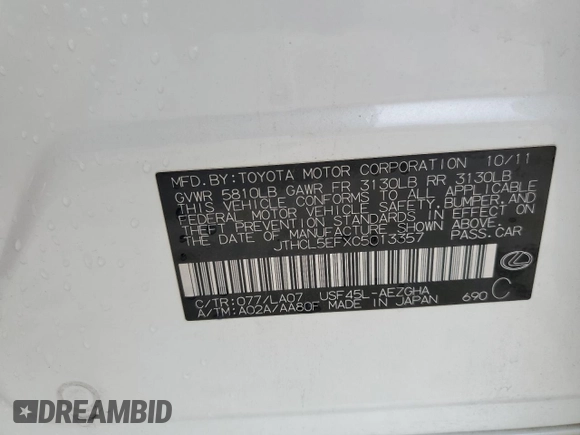 MFD. BY: TOYOTA MOTOR CORPORATION 10/11
GVWR 5810LB GAWR FR 3130LB RR 3130LB
THIS VEHICLE CONFORMS TO ALL APPLICABLE
FEDERAL MOTOR VEHICLE SAFETY, BUMPER, AND
THEFT PREVENTION STANDARDS IN EFFECT ON
THE DATE OF MANUFACTURE SHOWN ABOVE.
JTHCL5EFXC5013357 PASS.CAR
C/TR: 077/LA07 USF45L-AEZGHA
A/TM: A02A/AA80F MADE IN JAPAN 690 C
DREAMBID